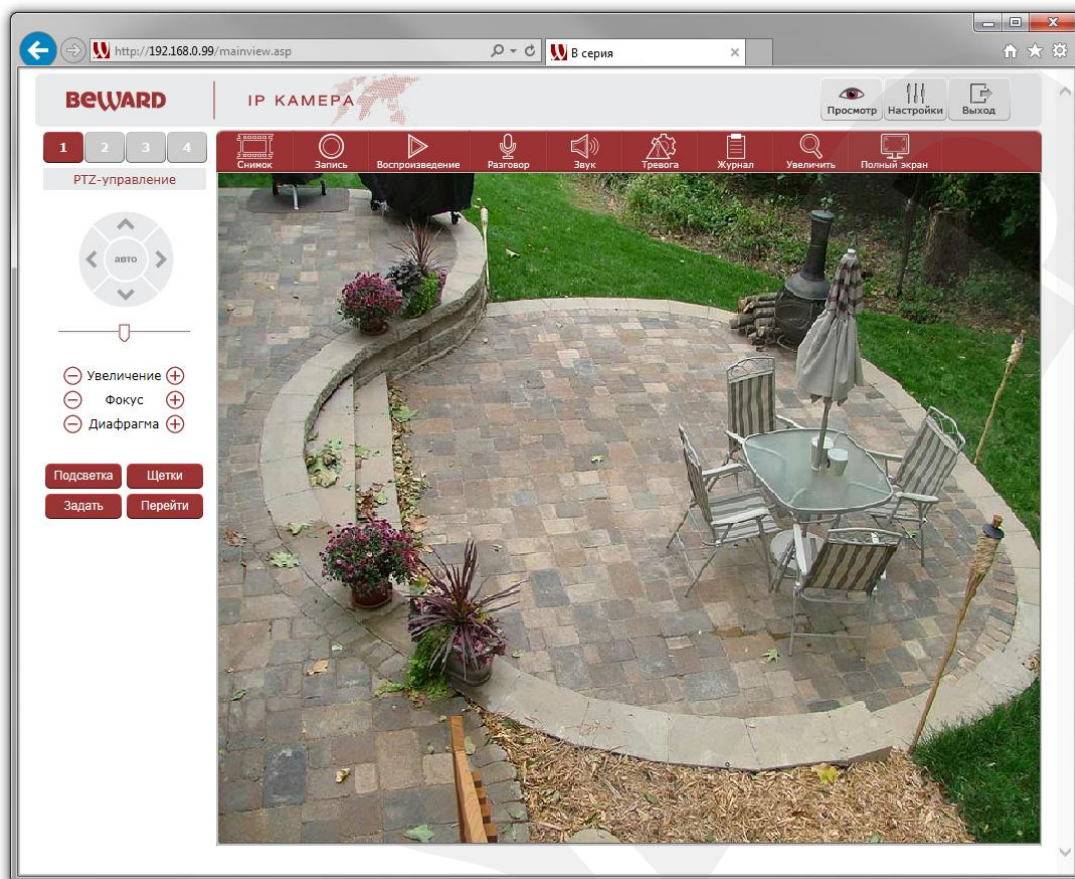 http://192.168.0.99/mainview.asp
В серия
BEWARD IP КАМЕРА
Просмотр Настройки Выход
1 2 3 4
Снимок Запись Воспроизведение Разговор Звук Тревога Журнал Увеличить Полный экран
PTZ-управление
авто
Увеличение
Фокус
Диафрагма
Подсветка Щетки
Задать Перейти